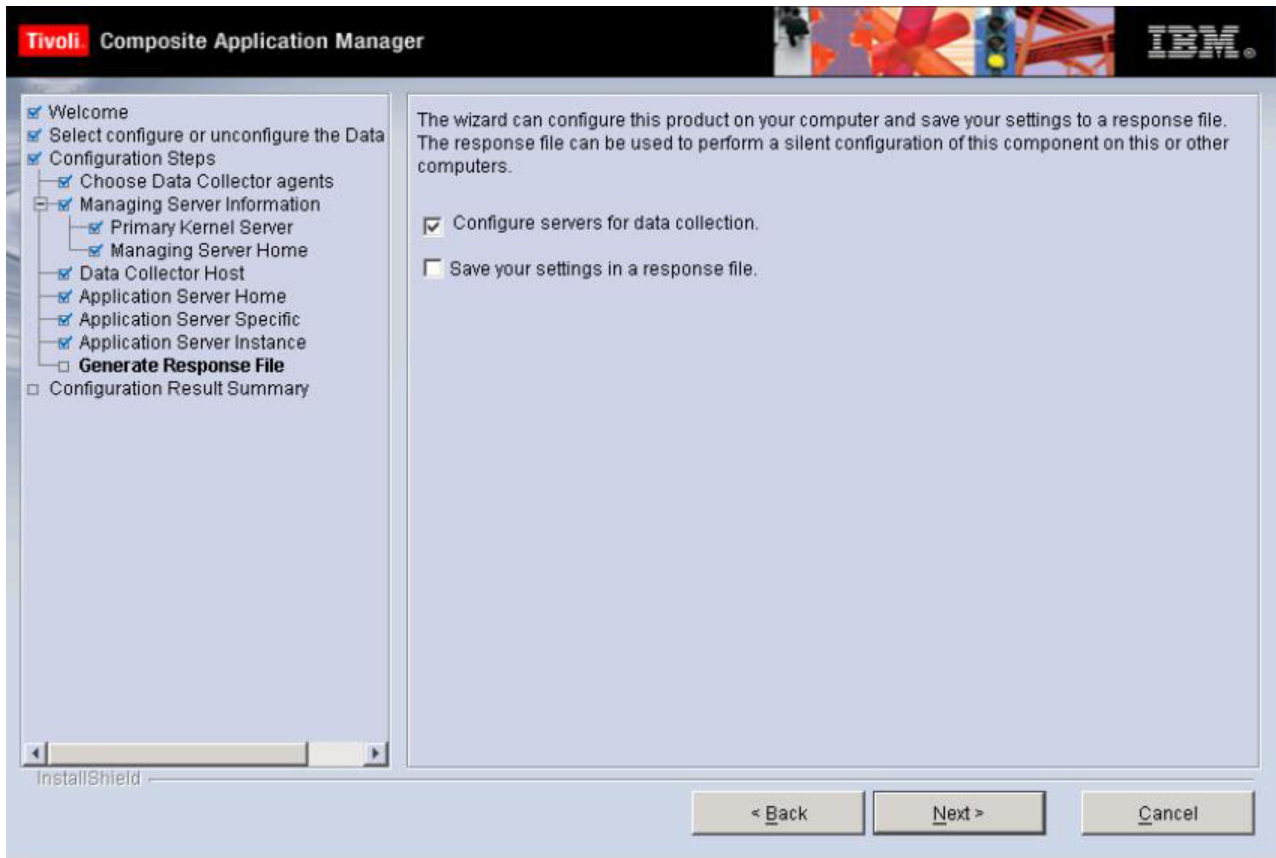 Tivoli. Composite Application Manager
IBM®
Welcome
Select configure or unconfigure the Data
Configuration Steps
Choose Data Collector agents
Managing Server Information
Primary Kernel Server
Managing Server Home
Data Collector Host
Application Server Home
Application Server Specific
Application Server Instance
Generate Response File
Configuration Result Summary
The wizard can configure this product on your computer and save your settings to a response file.
The response file can be used to perform a silent configuration of this component on this or other
computers.
Configure servers for data collection.
Save your settings in a response file.
InstallShield
< Back
Next >
Cancel